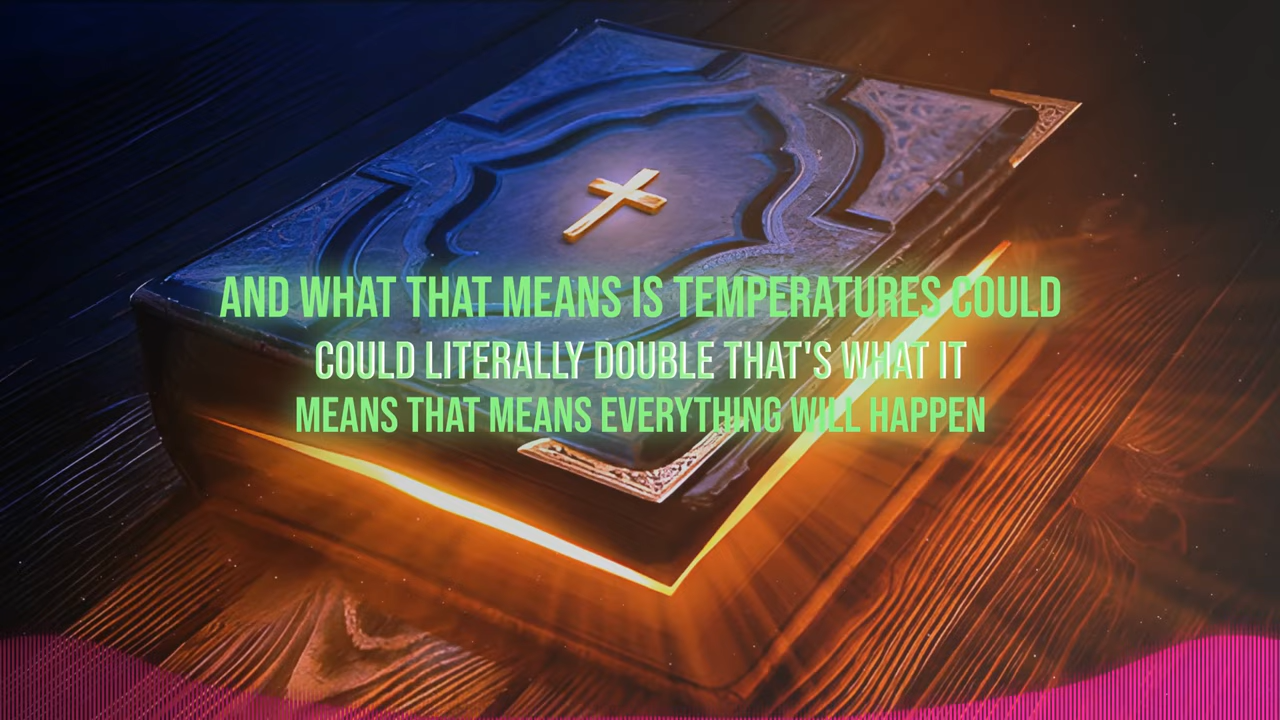 AND WHAT THAT MEANS IS TEMPERATURES COULD
COULD LITERALLY DOUBLE THAT'S WHAT IT
MEANS THAT MEANS EVERYTHING WILL HAPPEN